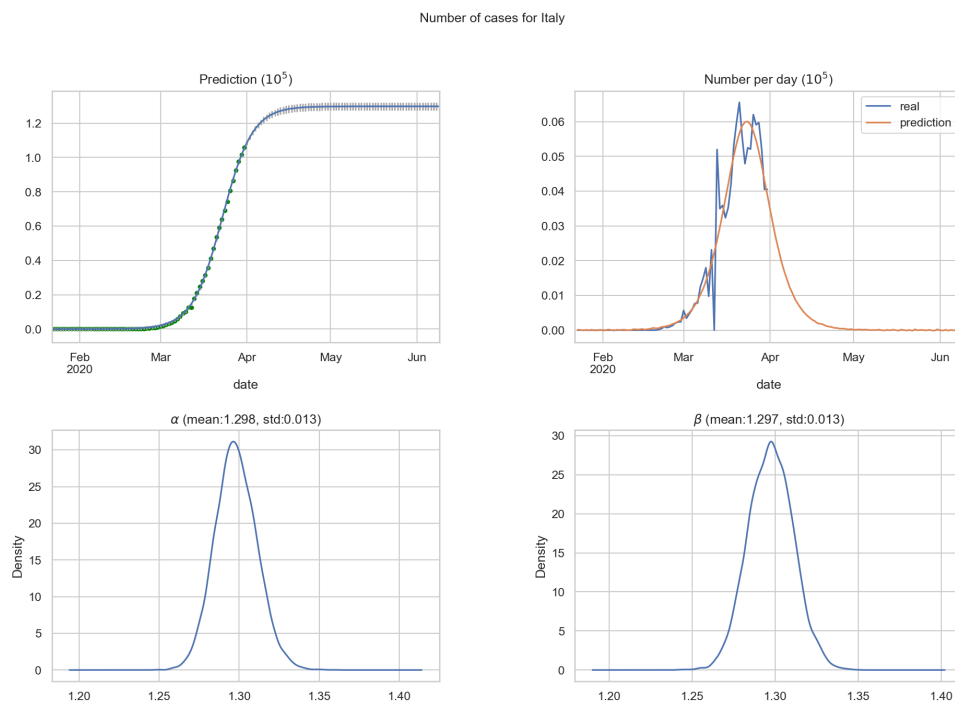 Number of cases for Italy
Prediction (10⁵)
1.2
1.0
0.8
0.6
0.4
0.2
0.0
Feb
2020
Mar
Apr
May
Jun
date
Number per day (10⁵)
real
prediction
0.06
0.05
0.04
0.03
0.02
0.01
0.00
Feb
2020
Mar
Apr
May
Jun
date
α (mean:1.298, std:0.013)
Density
30
25
20
15
10
5
0
1.20
1.25
1.30
1.35
1.40
β (mean:1.297, std:0.013)
Density
30
25
20
15
10
5
0
1.20
1.25
1.30
1.35
1.40